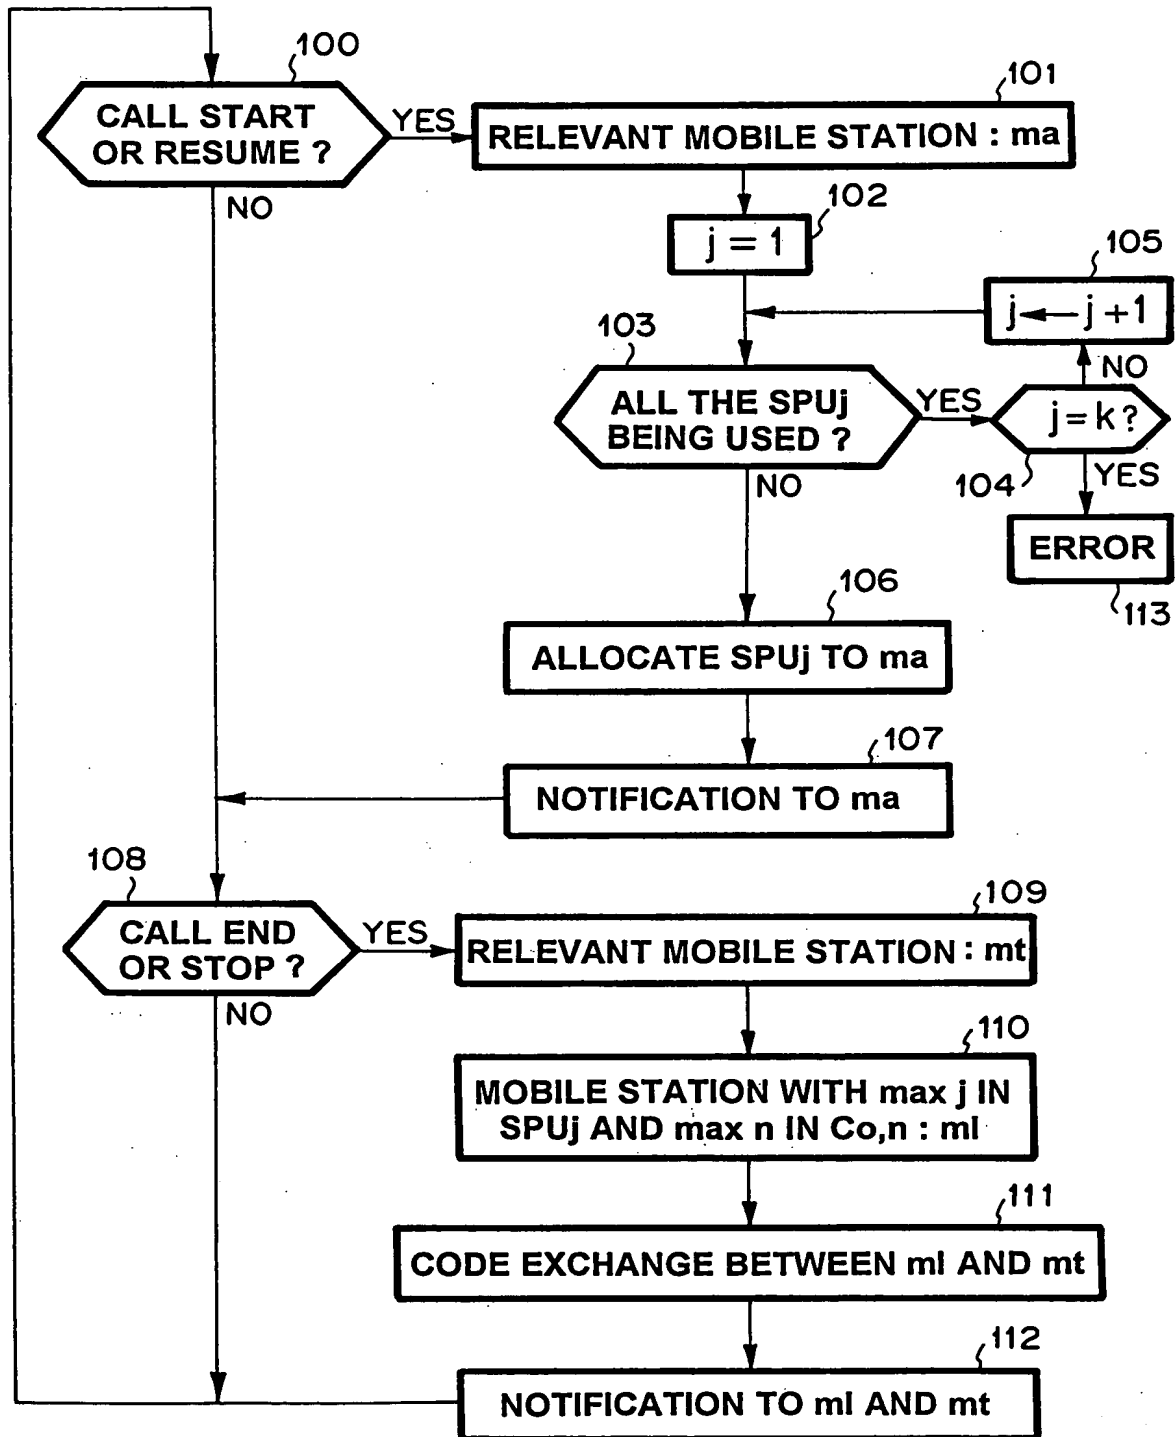 100
CALL START
OR RESUME ?
YES
NO
101
RELEVANT MOBILE STATION : ma
102
j = 1
105
j ← j + 1
103
ALL THE SPUj
BEING USED ?
YES
NO
NO
j = k ?
104
YES
ERROR
113
106
ALLOCATE SPUj TO ma
107
NOTIFICATION TO ma
108
CALL END
OR STOP ?
YES
NO
109
RELEVANT MOBILE STATION : mt
110
MOBILE STATION WITH max j IN
SPUj AND max n IN Co,n : ml
111
CODE EXCHANGE BETWEEN ml AND mt
112
NOTIFICATION TO ml AND mt